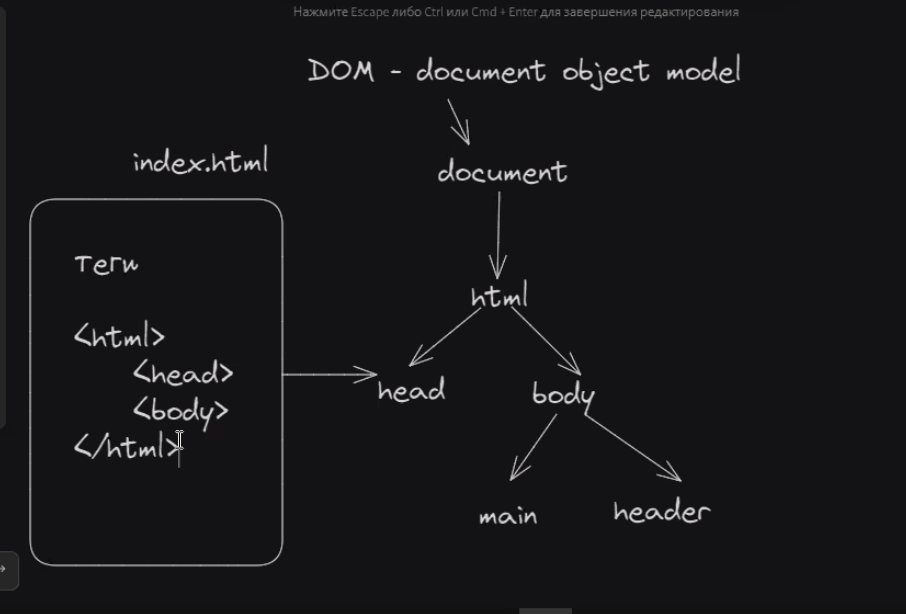 Нажмите Escape либо Ctrl или Cmd + Enter для завершения редактирования
DOM - document object model
document
index.html
теги
html
<html>
<head>
head
body
<body>
</html>
main
header